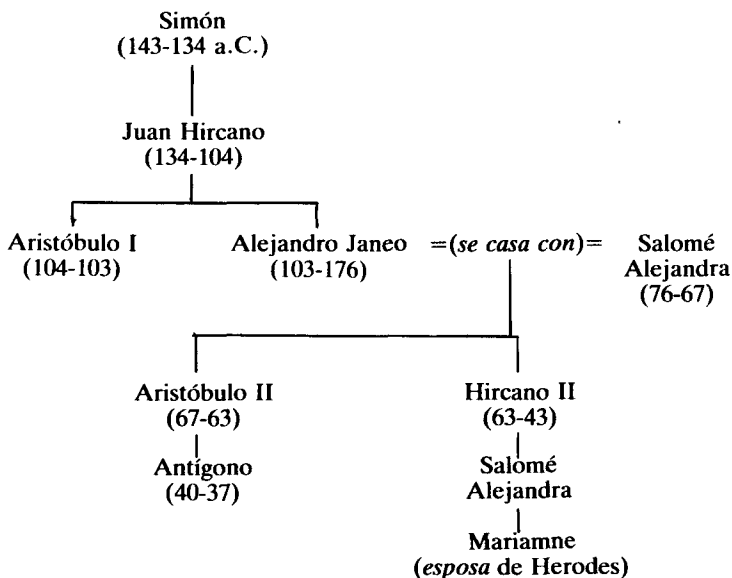 Simón
(143-134 a.C.)
Juan Hircano
(134-104)
Aristóbulo I
(104-103)
Alejandro Janeo
(103-176)
=(se casa con)=
Salomé
Alejandra
(76-67)
Aristóbulo II
(67-63)
Hircano II
(63-43)
Antígono
(40-37)
Salomé
Alejandra
Mariamne
(esposa de Herodes)